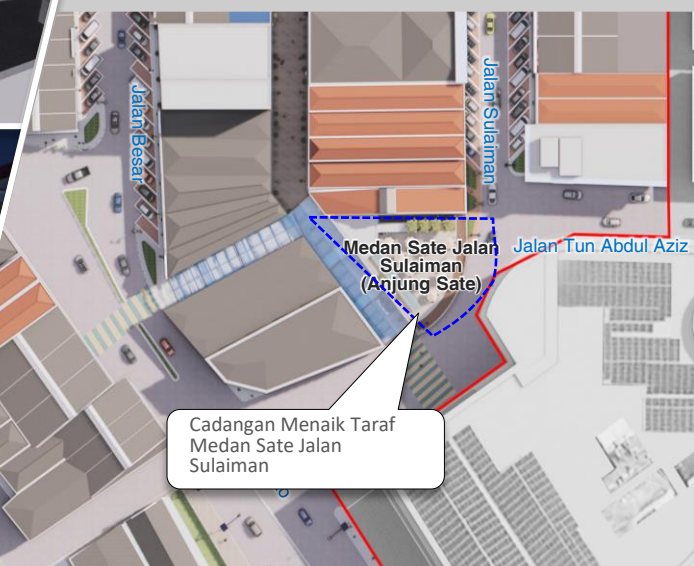 Jalan Besar
Jalan Sulaiman
Medan Sate Jalan
Sulaiman
(Anjung Sate)
Jalan Tun Abdul Aziz
Cadangan Menaik Taraf
Medan Sate Jalan
Sulaiman